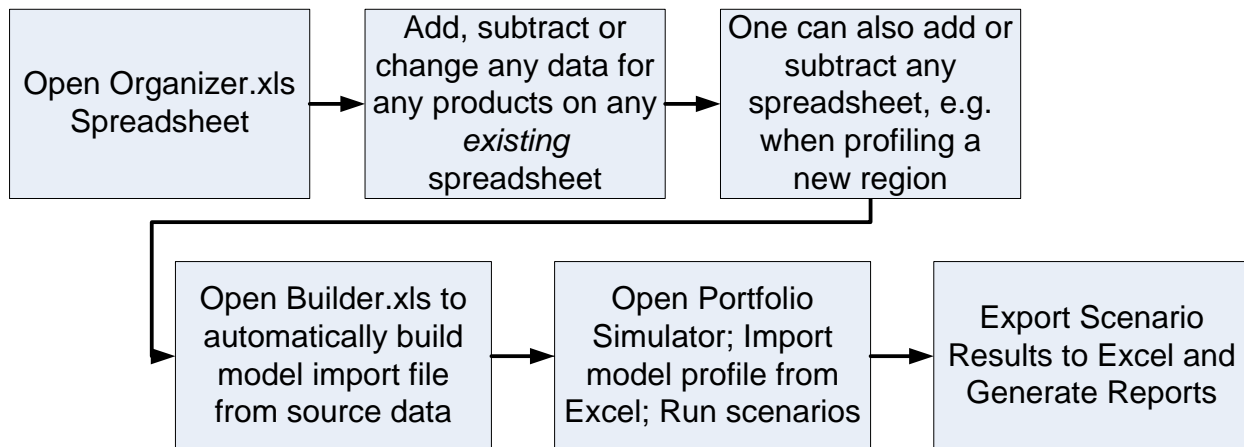 Open Organizer.xls
Spreadsheet
Add, subtract or
change any data for
any products on any
existing
spreadsheet
One can also add or
subtract any
spreadsheet, e.g.
when profiling a
new region
Open Builder.xls to
automatically build
model import file
from source data
Open Portfolio
Simulator; Import
model profile from
Excel; Run scenarios
Export Scenario
Results to Excel and
Generate Reports